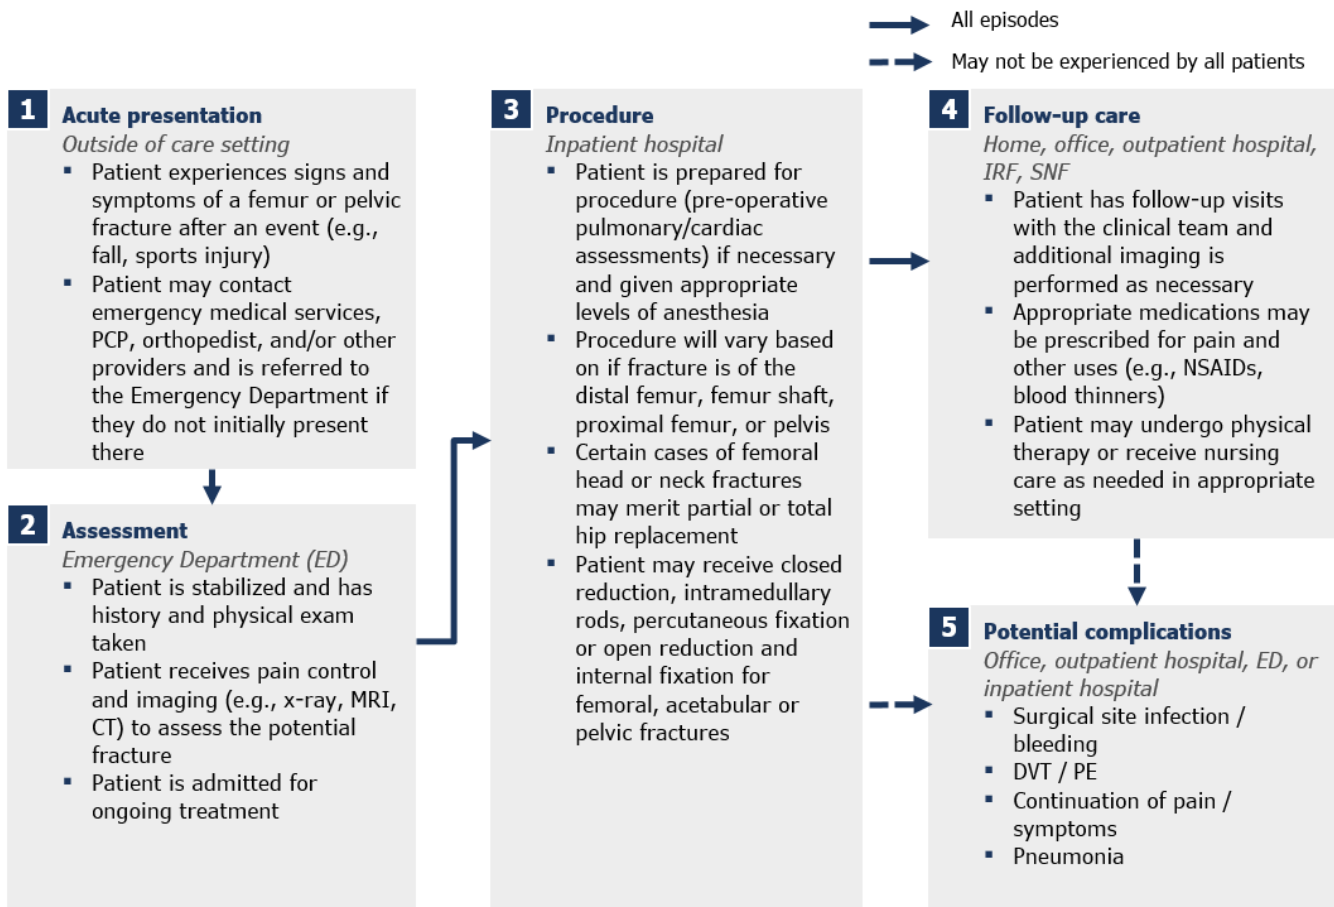 All episodes
May not be experienced by all patients
1 Acute presentation
Outside of care setting
▪ Patient experiences signs and
symptoms of a femur or pelvic
fracture after an event (e.g.,
fall, sports injury)
▪ Patient may contact
emergency medical services,
PCP, orthopedist, and/or other
providers and is referred to
the Emergency Department if
they do not initially present
there
2 Assessment
Emergency Department (ED)
▪ Patient is stabilized and has
history and physical exam
taken
▪ Patient receives pain control
and imaging (e.g., x-ray, MRI,
CT) to assess the potential
fracture
▪ Patient is admitted for
ongoing treatment
3 Procedure
Inpatient hospital
▪ Patient is prepared for
procedure (pre-operative
pulmonary/cardiac
assessments) if necessary
and given appropriate
levels of anesthesia
▪ Procedure will vary based
on if fracture is of the
distal femur, femur shaft,
proximal femur, or pelvis
▪ Certain cases of femoral
head or neck fractures
may merit partial or total
hip replacement
▪ Patient may receive closed
reduction, intramedullary
rods, percutaneous fixation
or open reduction and
internal fixation for
femoral, acetabular or
pelvic fractures
4 Follow-up care
Home, office, outpatient hospital,
IRF, SNF
▪ Patient has follow-up visits
with the clinical team and
additional imaging is
performed as necessary
▪ Appropriate medications may
be prescribed for pain and
other uses (e.g., NSAIDs,
blood thinners)
▪ Patient may undergo physical
therapy or receive nursing
care as needed in appropriate
setting
5 Potential complications
Office, outpatient hospital, ED, or
inpatient hospital
▪ Surgical site infection /
bleeding
▪ DVT / PE
▪ Continuation of pain /
symptoms
▪ Pneumonia